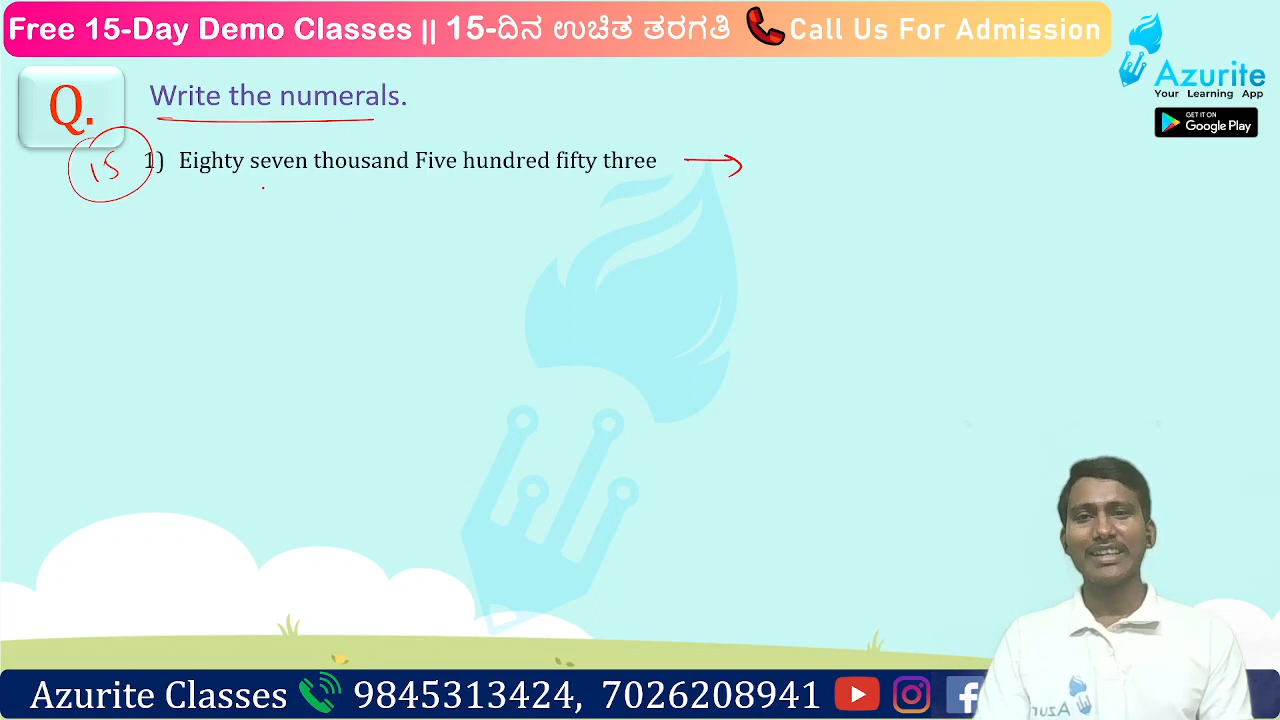 Free 15-Day Demo Classes || 15-ದಿನ ಉಚಿತ ತರಗತಿ Call Us For Admission
Azurite
Your Learning App
GET IT ON
Google Play
Q. Write the numerals.
15
1) Eighty seven thousand Five hundred fifty three
Azurite Classes 9845313424, 7026208941